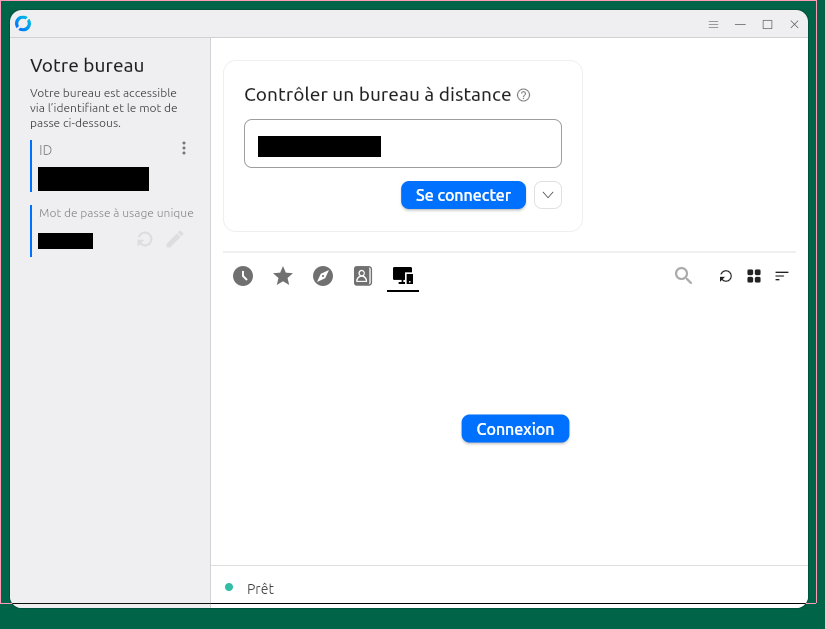 Votre bureau
Votre bureau est accessible
via l'identifiant et le mot de
passe ci-dessous.
ID
Mot de passe à usage unique
Contrôler un bureau à distance
Se connecter
Connexion
Prêt